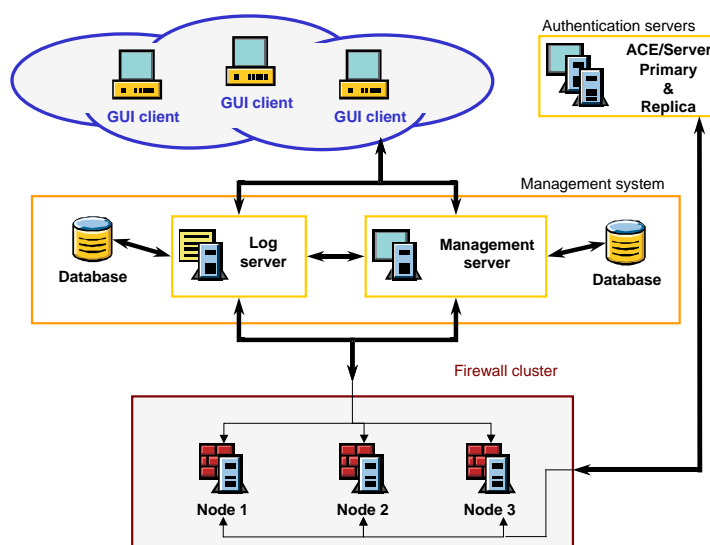 Authentication servers
ACE/Server
Primary
&
Replica
GUI client
GUI client
GUI client
Management system
Log
server
Management
server
Database
Database
Firewall cluster
Node 1
Node 2
Node 3